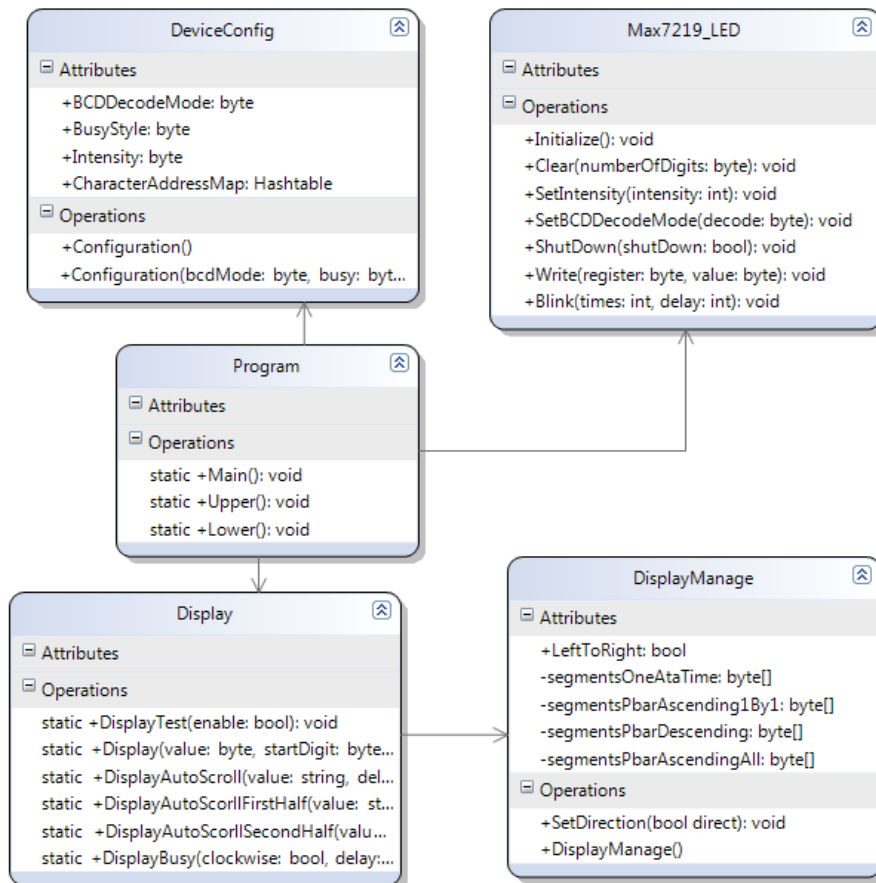 DeviceConfig
Attributes
+BCDDecodeMode: byte
+BusyStyle: byte
+Intensity: byte
+CharacterAddressMap: Hashtable
Operations
+Configuration()
+Configuration(bcdMode: byte, busy: byt...
Max7219_LED
Attributes
Operations
+Initialize(): void
+Clear(numberOfDigits: byte): void
+SetIntensity(intensity: int): void
+SetBCDDecodeMode(decode: byte): void
+ShutDown(shutDown: bool): void
+Write(register: byte, value: byte): void
+Blink(times: int, delay: int): void
Program
Attributes
Operations
static +Main(): void
static +Upper(): void
static +Lower(): void
Display
Attributes
Operations
static +DisplayTest(enable: bool): void
static +Display(value: byte, startDigit: byte...
static +DisplayAutoScroll(value: string, del...
static +DisplayAutoScorllFirstHalf(value: st...
static +DisplayAutoScorllSecondHalf(valu...
static +DisplayBusy(clockwise: bool, delay:...
DisplayManage
Attributes
+LeftToRight: bool
-segmentsOneAtaTime: byte[]
-segmentsPbarAscending1By1: byte[]
-segmentsPbarDescending: byte[]
-segmentsPbarAscendingAll: byte[]
Operations
+SetDirection(bool direct): void
+DisplayManage()